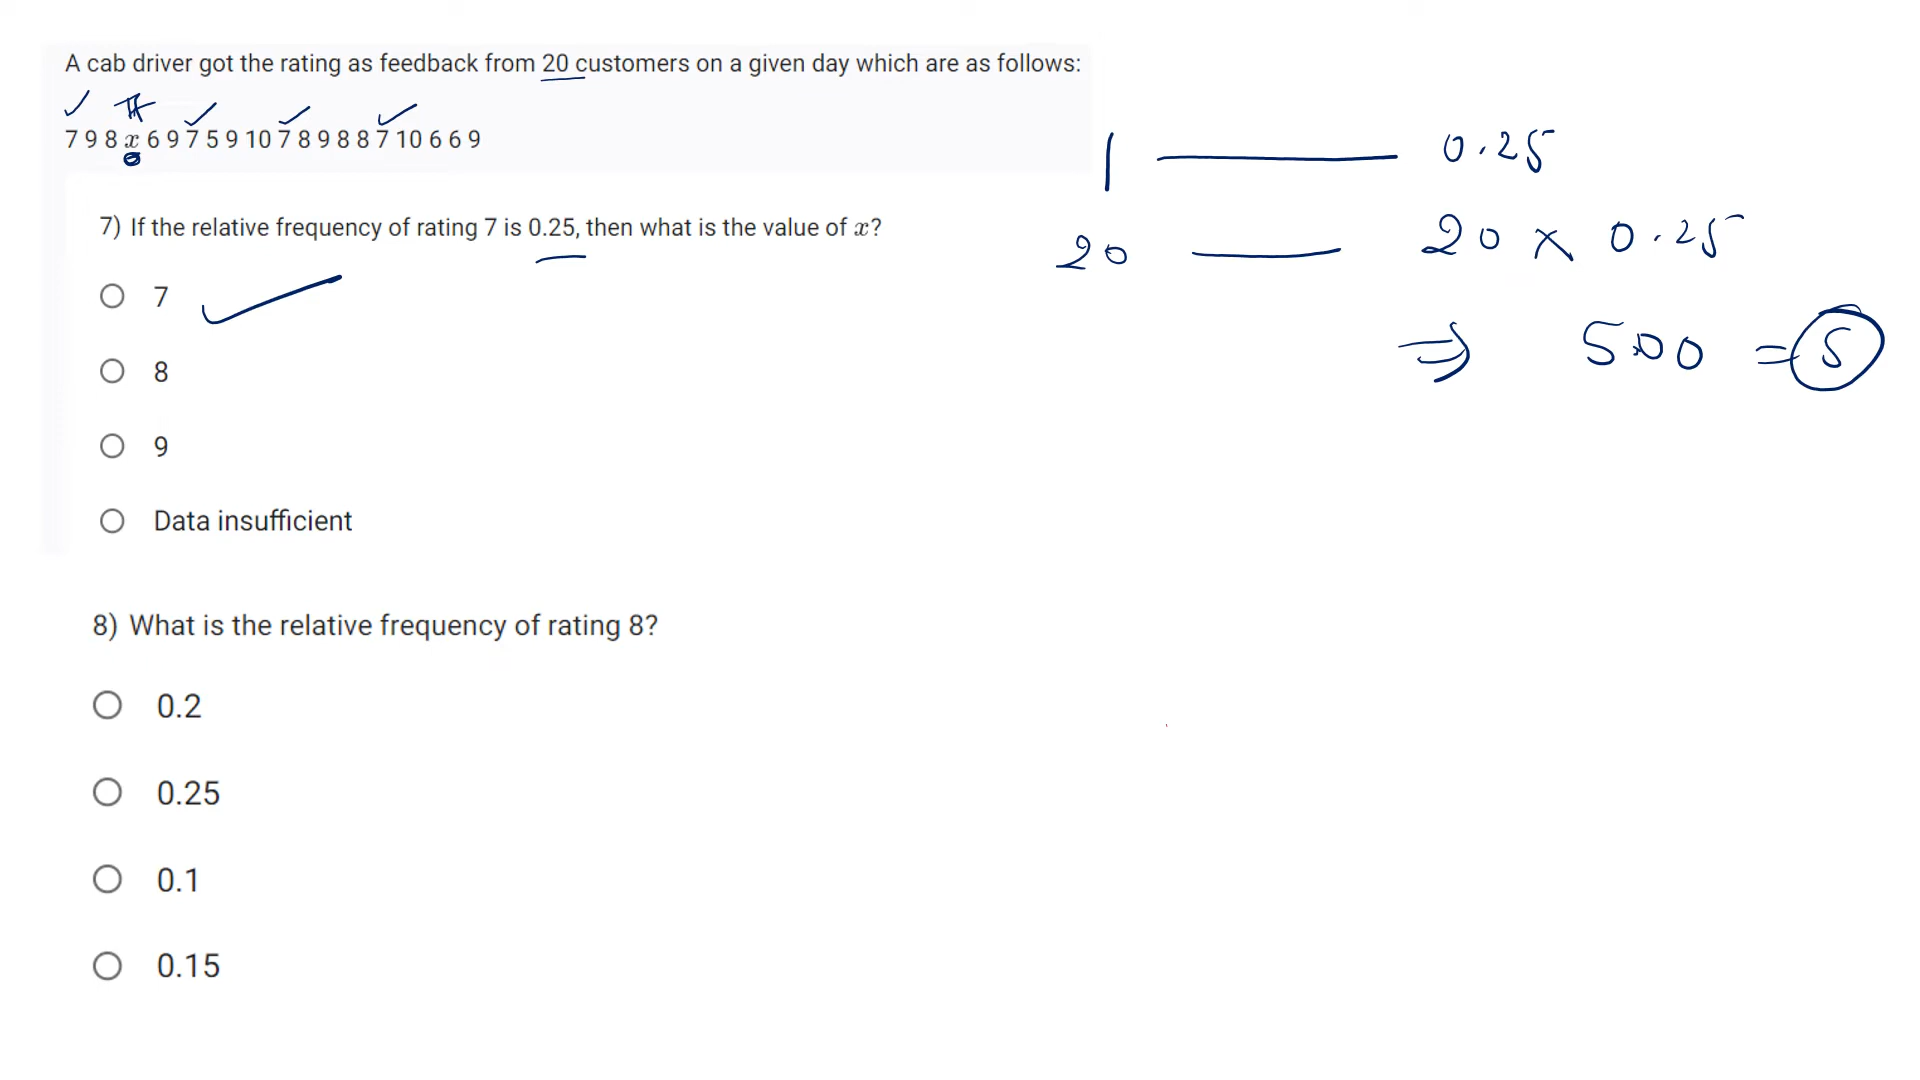 A cab driver got the rating as feedback from 20 customers on a given day which are as follows:
7 9 8 x 6 9 7 5 9 10 7 8 9 8 8 7 10 6 6 9
1 0.25
20 20 × 0.25
⇒ 5.00 = 5
7) If the relative frequency of rating 7 is 0.25, then what is the value of x?
7
8
9
Data insufficient
8) What is the relative frequency of rating 8?
0.2
0.25
0.1
0.15